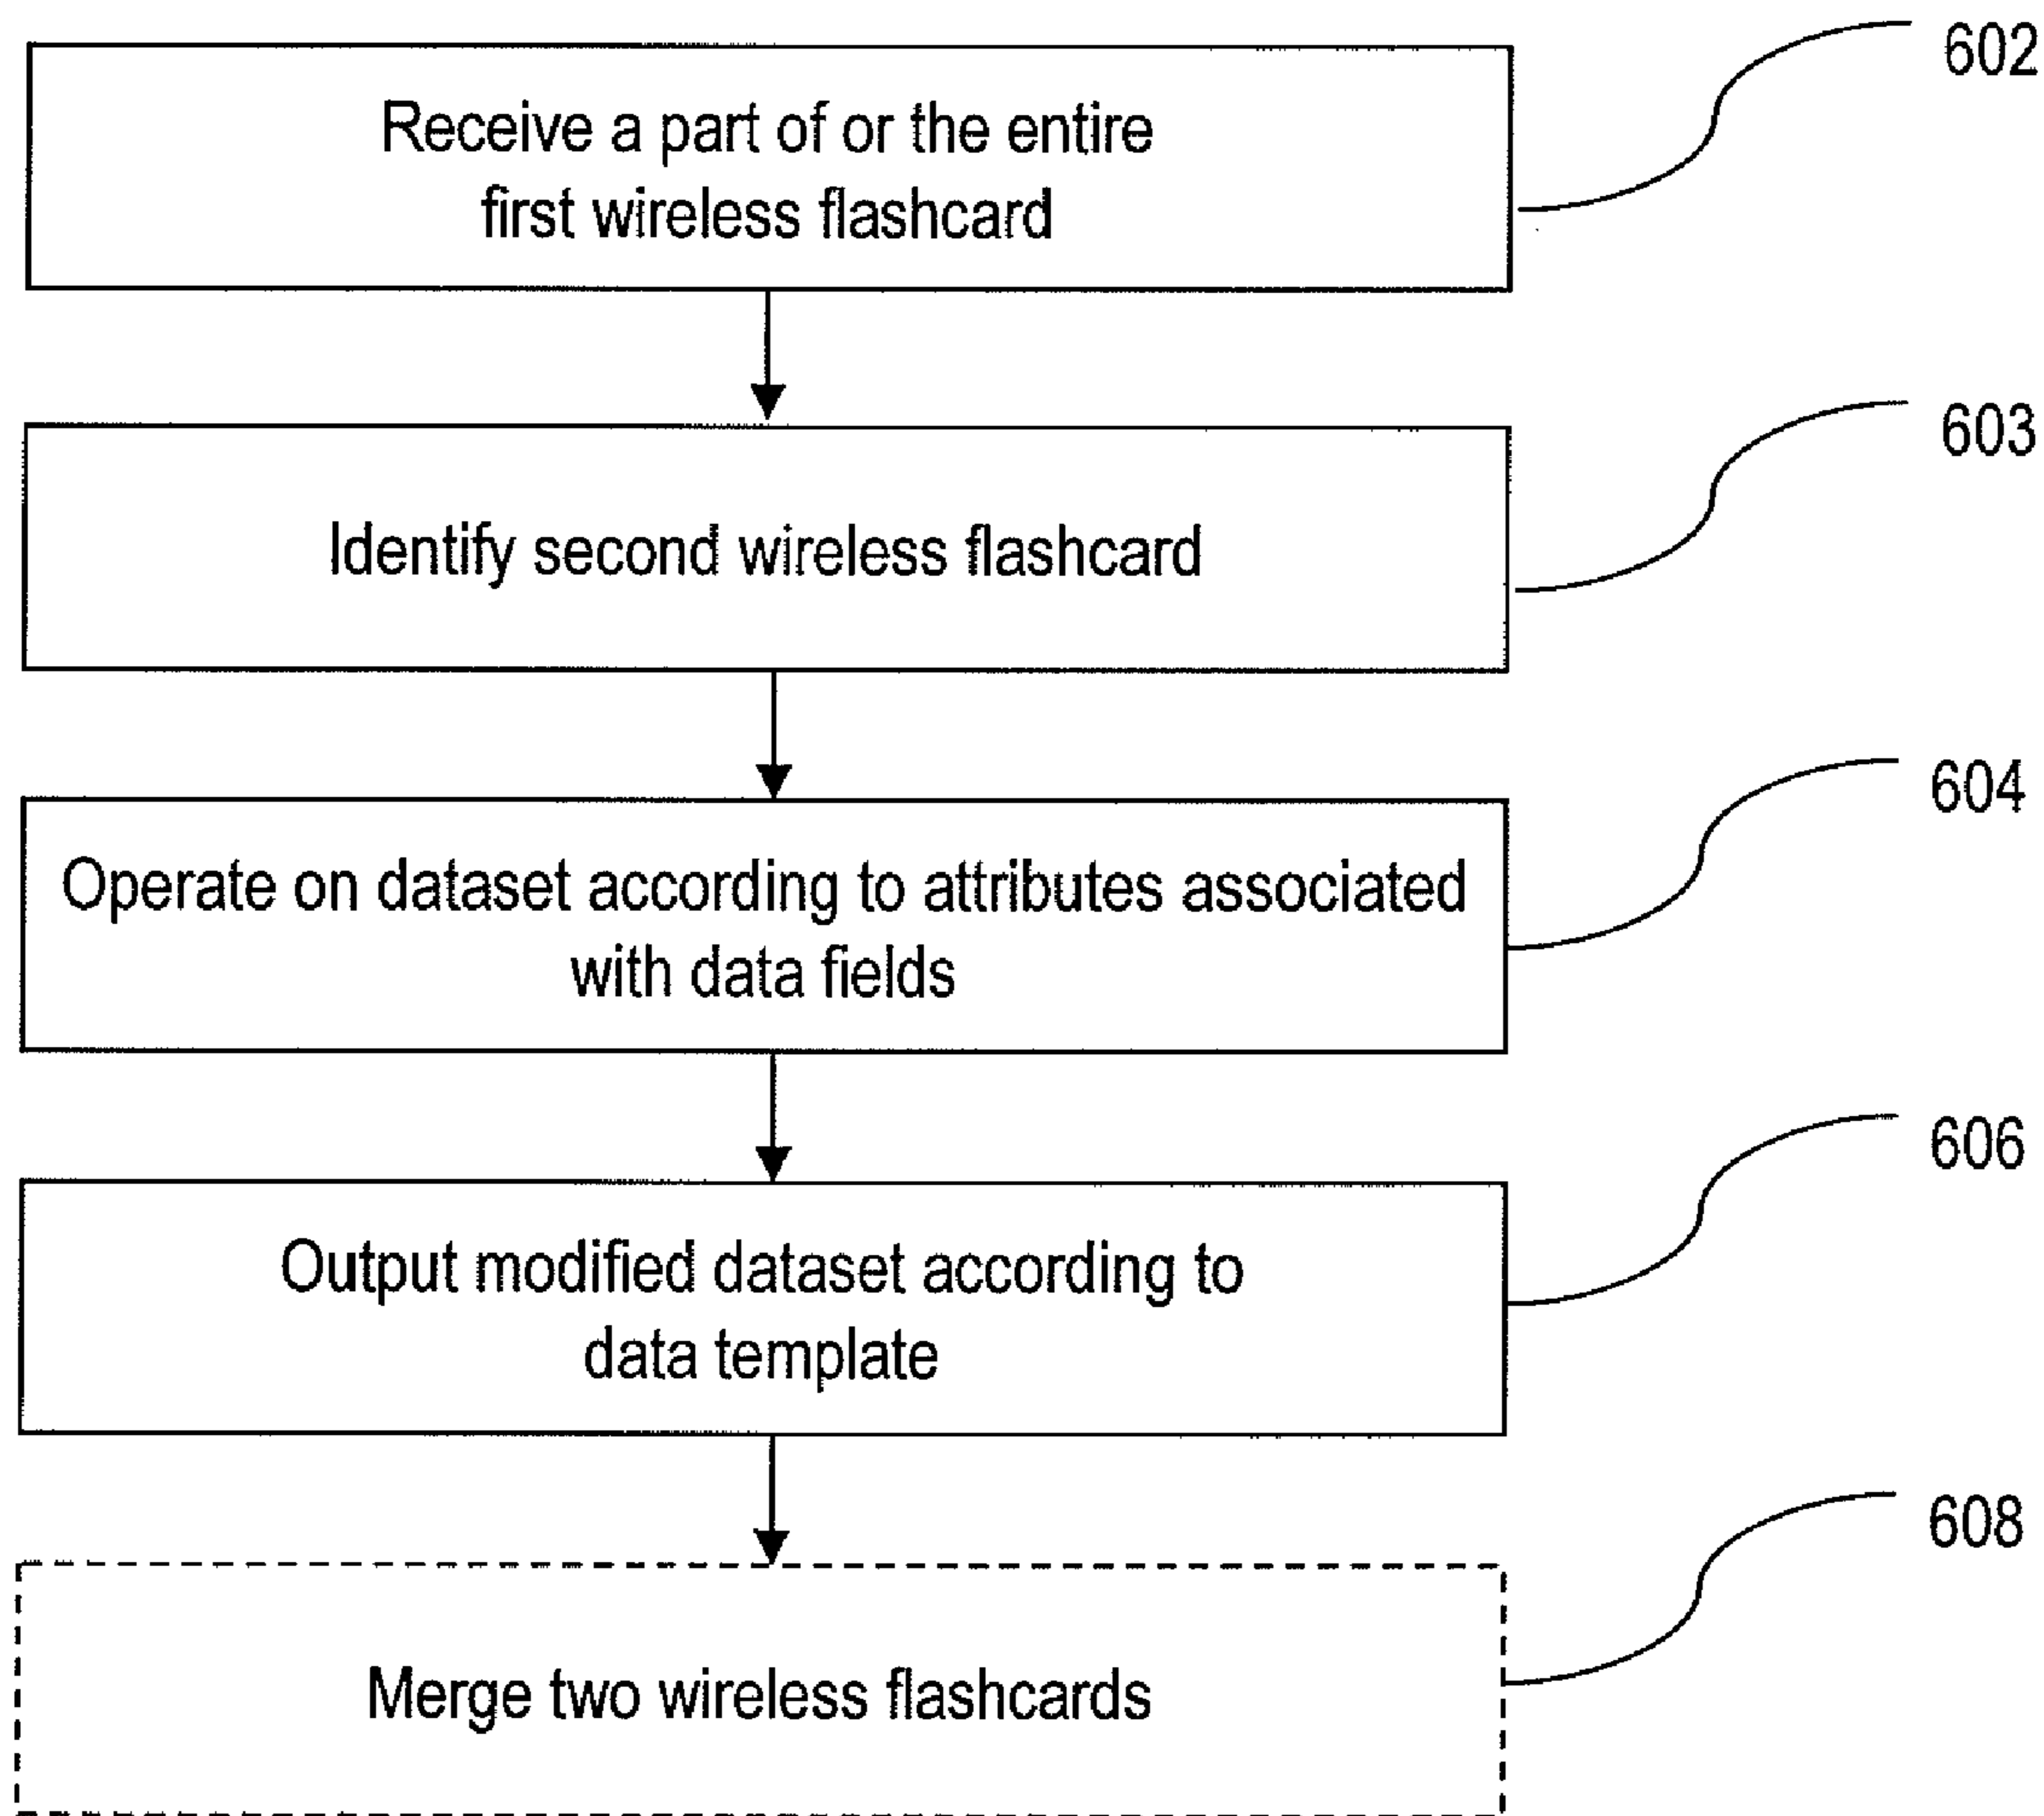 602
Receive a part of or the entire
first wireless flashcard
603
Identify second wireless flashcard
604
Operate on dataset according to attributes associated
with data fields
606
Output modified dataset according to
data template
608
Merge two wireless flashcards